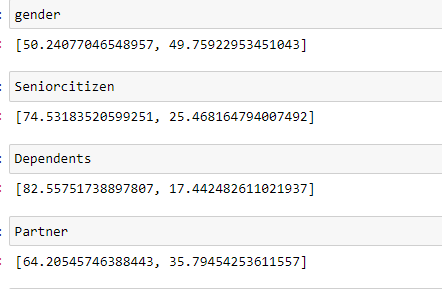 gender
[50.24077046548957, 49.75922953451043]
Seniorcitizen
[74.53183520599251, 25.468164794007492]
Dependents
[82.55751738897807, 17.442482611021937]
Partner
[64.20545746388443, 35.79454253611557]